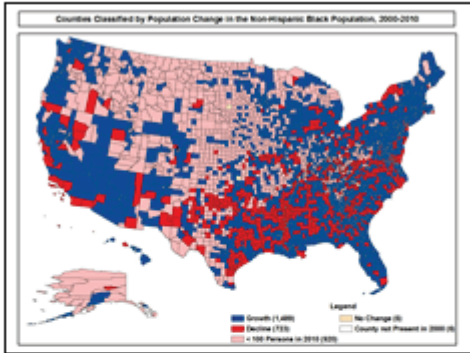 Counties Classified by Population Change in the Non-Hispanic Black Population, 2000-2010
Legend
Growth (1,489)
No Change (5)
Decline (723)
County not Present in 2000 (6)
< 100 Persons in 2010 (920)